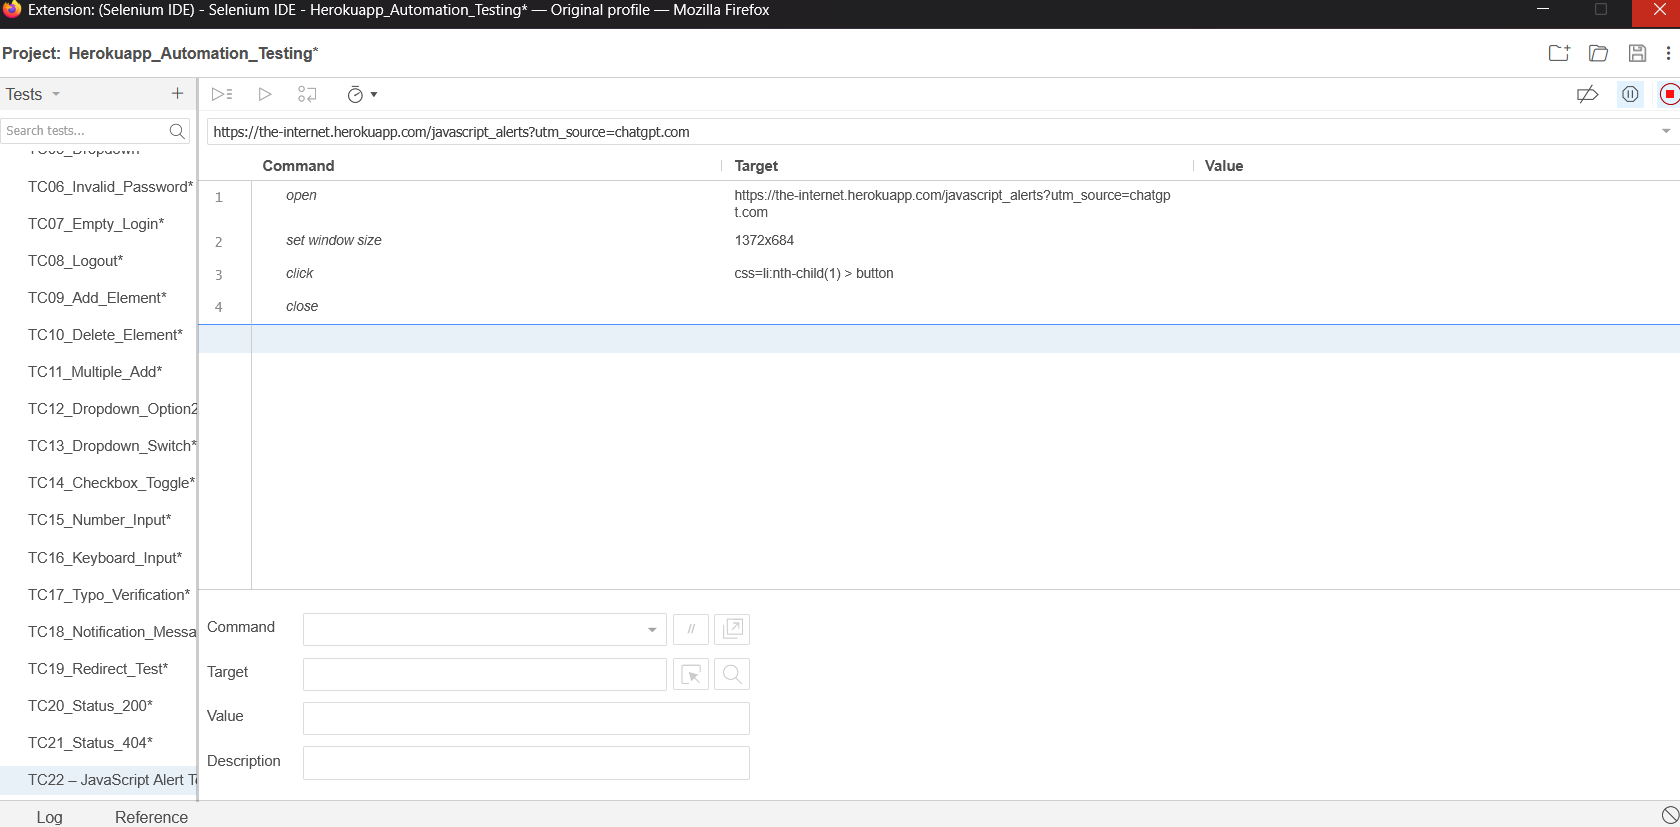 Extension: (Selenium IDE) - Selenium IDE - Herokuapp_Automation_Testing* — Original profile — Mozilla Firefox
Project: Herokuapp_Automation_Testing*
Tests
Search tests...
TC05_Dropdown
TC06_Invalid_Password*
TC07_Empty_Login*
TC08_Logout*
TC09_Add_Element*
TC10_Delete_Element*
TC11_Multiple_Add*
TC12_Dropdown_Option2
TC13_Dropdown_Switch*
TC14_Checkbox_Toggle*
TC15_Number_Input*
TC16_Keyboard_Input*
TC17_Typo_Verification*
TC18_Notification_Messa
TC19_Redirect_Test*
TC20_Status_200*
TC21_Status_404*
TC22 – JavaScript Alert Te
https://the-internet.herokuapp.com/javascript_alerts?utm_source=chatgpt.com
Command Target Value
1 open https://the-internet.herokuapp.com/javascript_alerts?utm_source=chatgp
t.com
2 set window size 1372x684
3 click css=li:nth-child(1) > button
4 close
Command //
Target
Value
Description
Log Reference